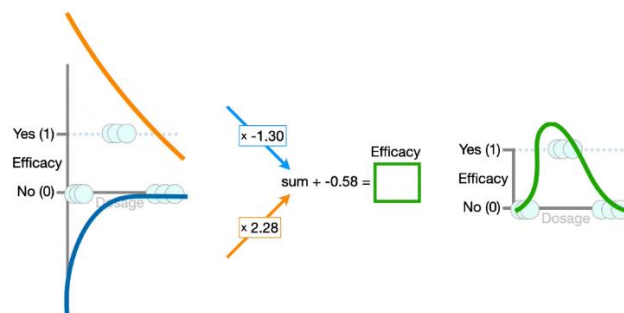 Yes (1)
Efficacy
No (0)
Dosage
x -1.30
sum + -0.58 =
x 2.28
Efficacy
Yes (1)
Efficacy
No (0)
Dosage